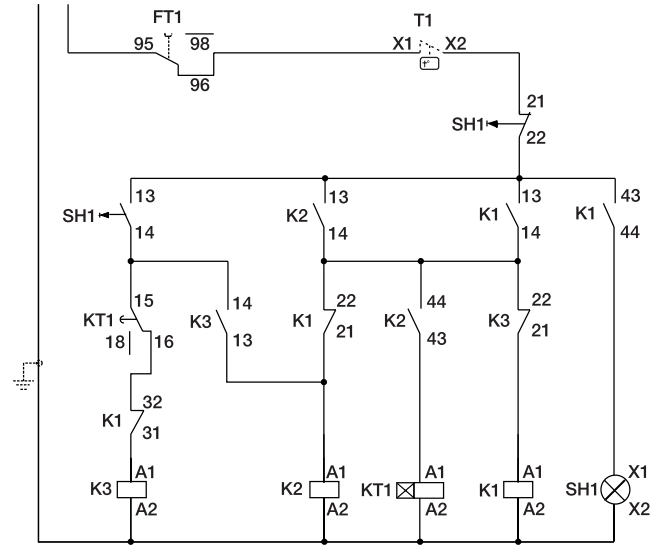 FT1 T1
95 98 X1 X2
96 t°
21
SH1
22
13 13 13 43
SH1 K2 K1 K1
14 14 14 44
15 14 22 44 22
KT1 K3 K1 K2 K3
18 16 13 21 43 21
32
K1
31
A1 A1 A1 A1 X1
K3 K2 KT1 K1 SH1
A2 A2 A2 A2 X2